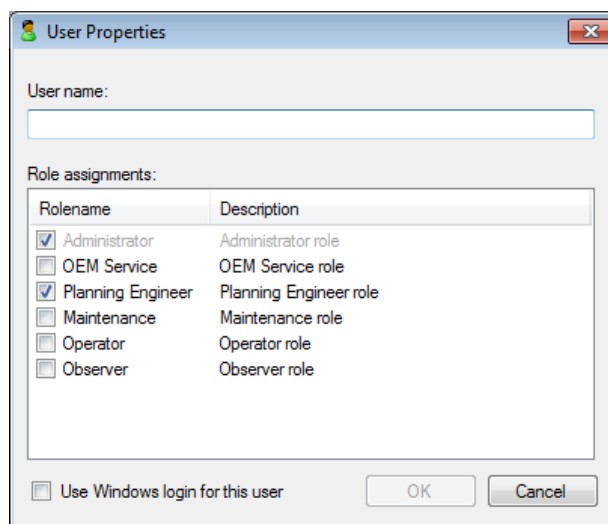 User Properties
User name:
Role assignments:
Rolename Description
Administrator Administrator role
OEM Service OEM Service role
Planning Engineer Planning Engineer role
Maintenance Maintenance role
Operator Operator role
Observer Observer role
Use Windows login for this user OK Cancel